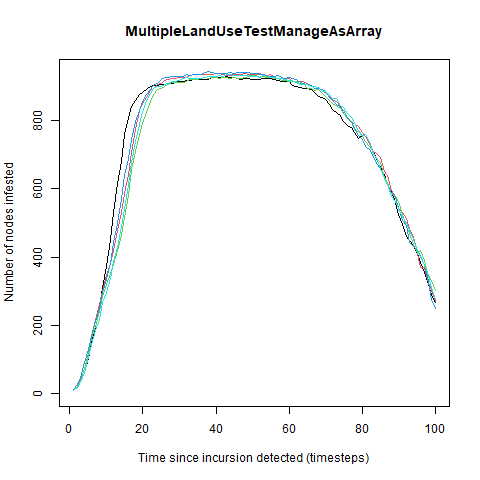 MultipleLandUseTestManageAsArray
Number of nodes infested
800
600
400
200
0
0 20 40 60 80 100
Time since incursion detected (timesteps)